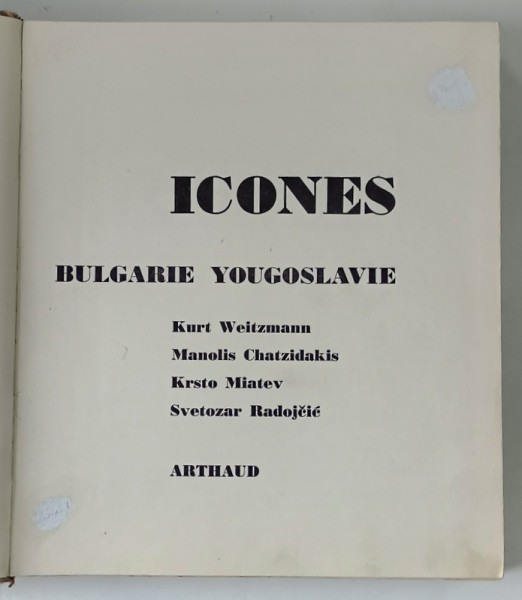 ICONES
BULGARIE YOUGOSLAVIE
Kurt Weitzmann
Manolis Chatzidakis
Krsto Miatev
Svetozar Radojčić
ARTHAUD